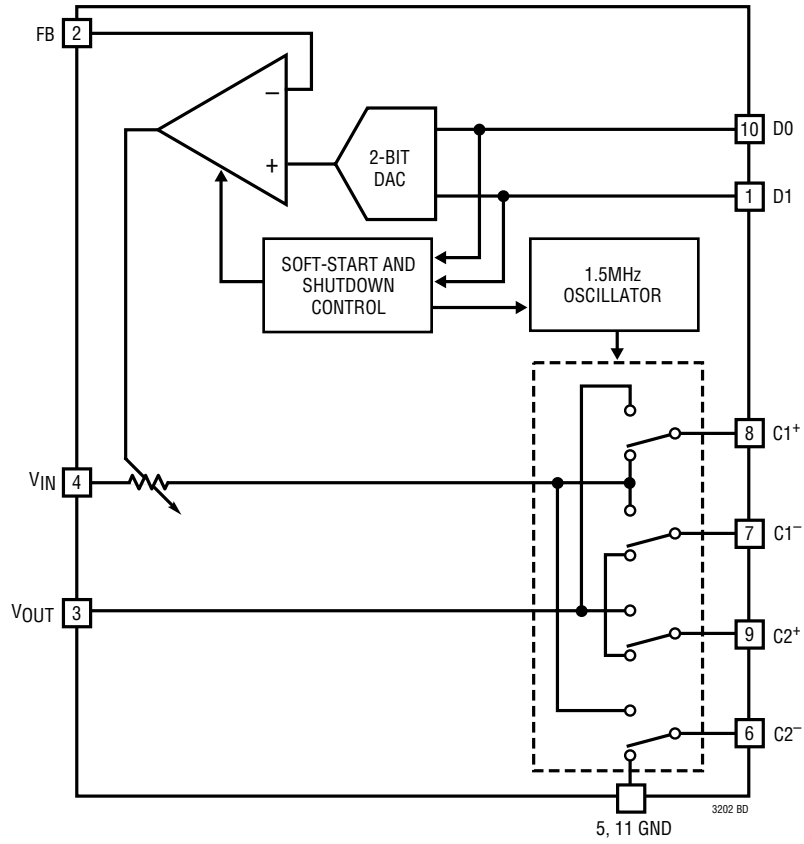 FB 2
−
+
2-BIT
DAC
10 D0
1 D1
SOFT-START AND
SHUTDOWN
CONTROL
1.5MHz
OSCILLATOR
8 C1+
VIN 4
7 C1−
VOUT 3
9 C2+
6 C2−
3202 BD
5, 11 GND